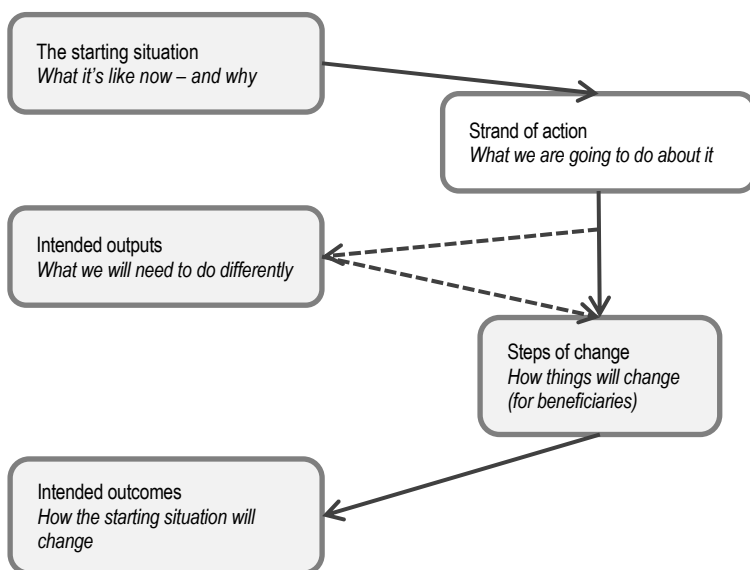 The starting situation
What it's like now – and why
Strand of action
What we are going to do about it
Intended outputs
What we will need to do differently
Steps of change
How things will change
(for beneficiaries)
Intended outcomes
How the starting situation will
change